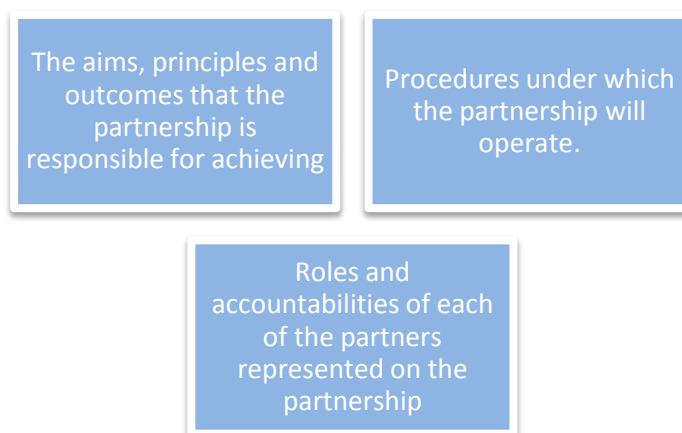 The aims, principles and
outcomes that the
partnership is
responsible for achieving
Procedures under which
the partnership will
operate.
Roles and
accountabilities of each
of the partners
represented on the
partnership